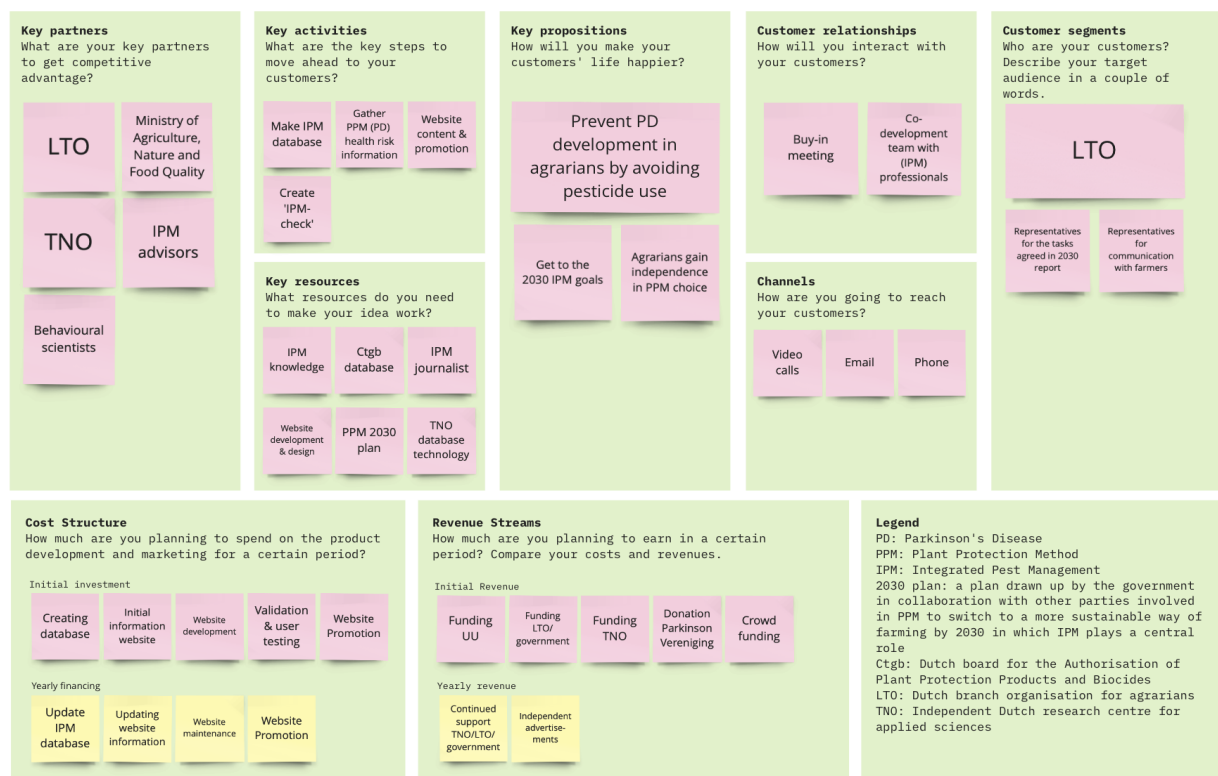 Key partners
What are your key partners
to get competitive
advantage?
LTO
Ministry of
Agriculture,
Nature and
Food Quality
TNO
IPM
advisors
Behavioural
scientists
Key activities
What are the key steps to
move ahead to your
customers?
Make IPM
database
Gather
PPM (PD)
health risk
information
Website
content &
promotion
Create
'IPM-
check'
Key resources
What resources do you need
to make your idea work?
IPM
knowledge
Ctgb
database
IPM
journalist
Website
development
& design
PPM 2030
plan
TNO
database
technology
Key propositions
How will you make your
customers' life happier?
Prevent PD
development in
agrarians by avoiding
pesticide use
Get to the
2030 IPM goals
Agrarians gain
independence
in PPM choice
Customer relationships
How will you interact with
your customers?
Buy-in
meeting
Co-
development
team with
(IPM)
professionals
Channels
How are you going to reach
your customers?
Video
calls
Email
Phone
Customer segments
Who are your customers?
Describe your target
audience in a couple of
words.
LTO
Representatives
for the tasks
agreed in 2030
report
Representatives
for
communication
with farmers
Cost Structure
How much are you planning to spend on the product
development and marketing for a certain period?
Initial investment
Creating
database
Initial
information
website
Website
development
Validation
& user
testing
Website
Promotion
Yearly financing
Update
IPM
database
Updating
website
information
Website
maintenance
Website
Promotion
Revenue Streams
How much are you planning to earn in a certain
period? Compare your costs and revenues.
Initial Revenue
Funding
UU
Funding
LTO/
government
Funding
TNO
Donation
Parkinson
Vereniging
Crowd
funding
Yearly revenue
Continued
support
TNO/LTO/
government
Independent
advertise-
ments
Legend
PD: Parkinson's Disease
PPM: Plant Protection Method
IPM: Integrated Pest Management
2030 plan: a plan drawn up by the government
in collaboration with other parties involved
in PPM to switch to a more sustainable way of
farming by 2030 in which IPM plays a central
role
Ctgb: Dutch board for the Authorisation of
Plant Protection Products and Biocides
LTO: Dutch branch organisation for agrarians
TNO: Independent Dutch research centre for
applied sciences